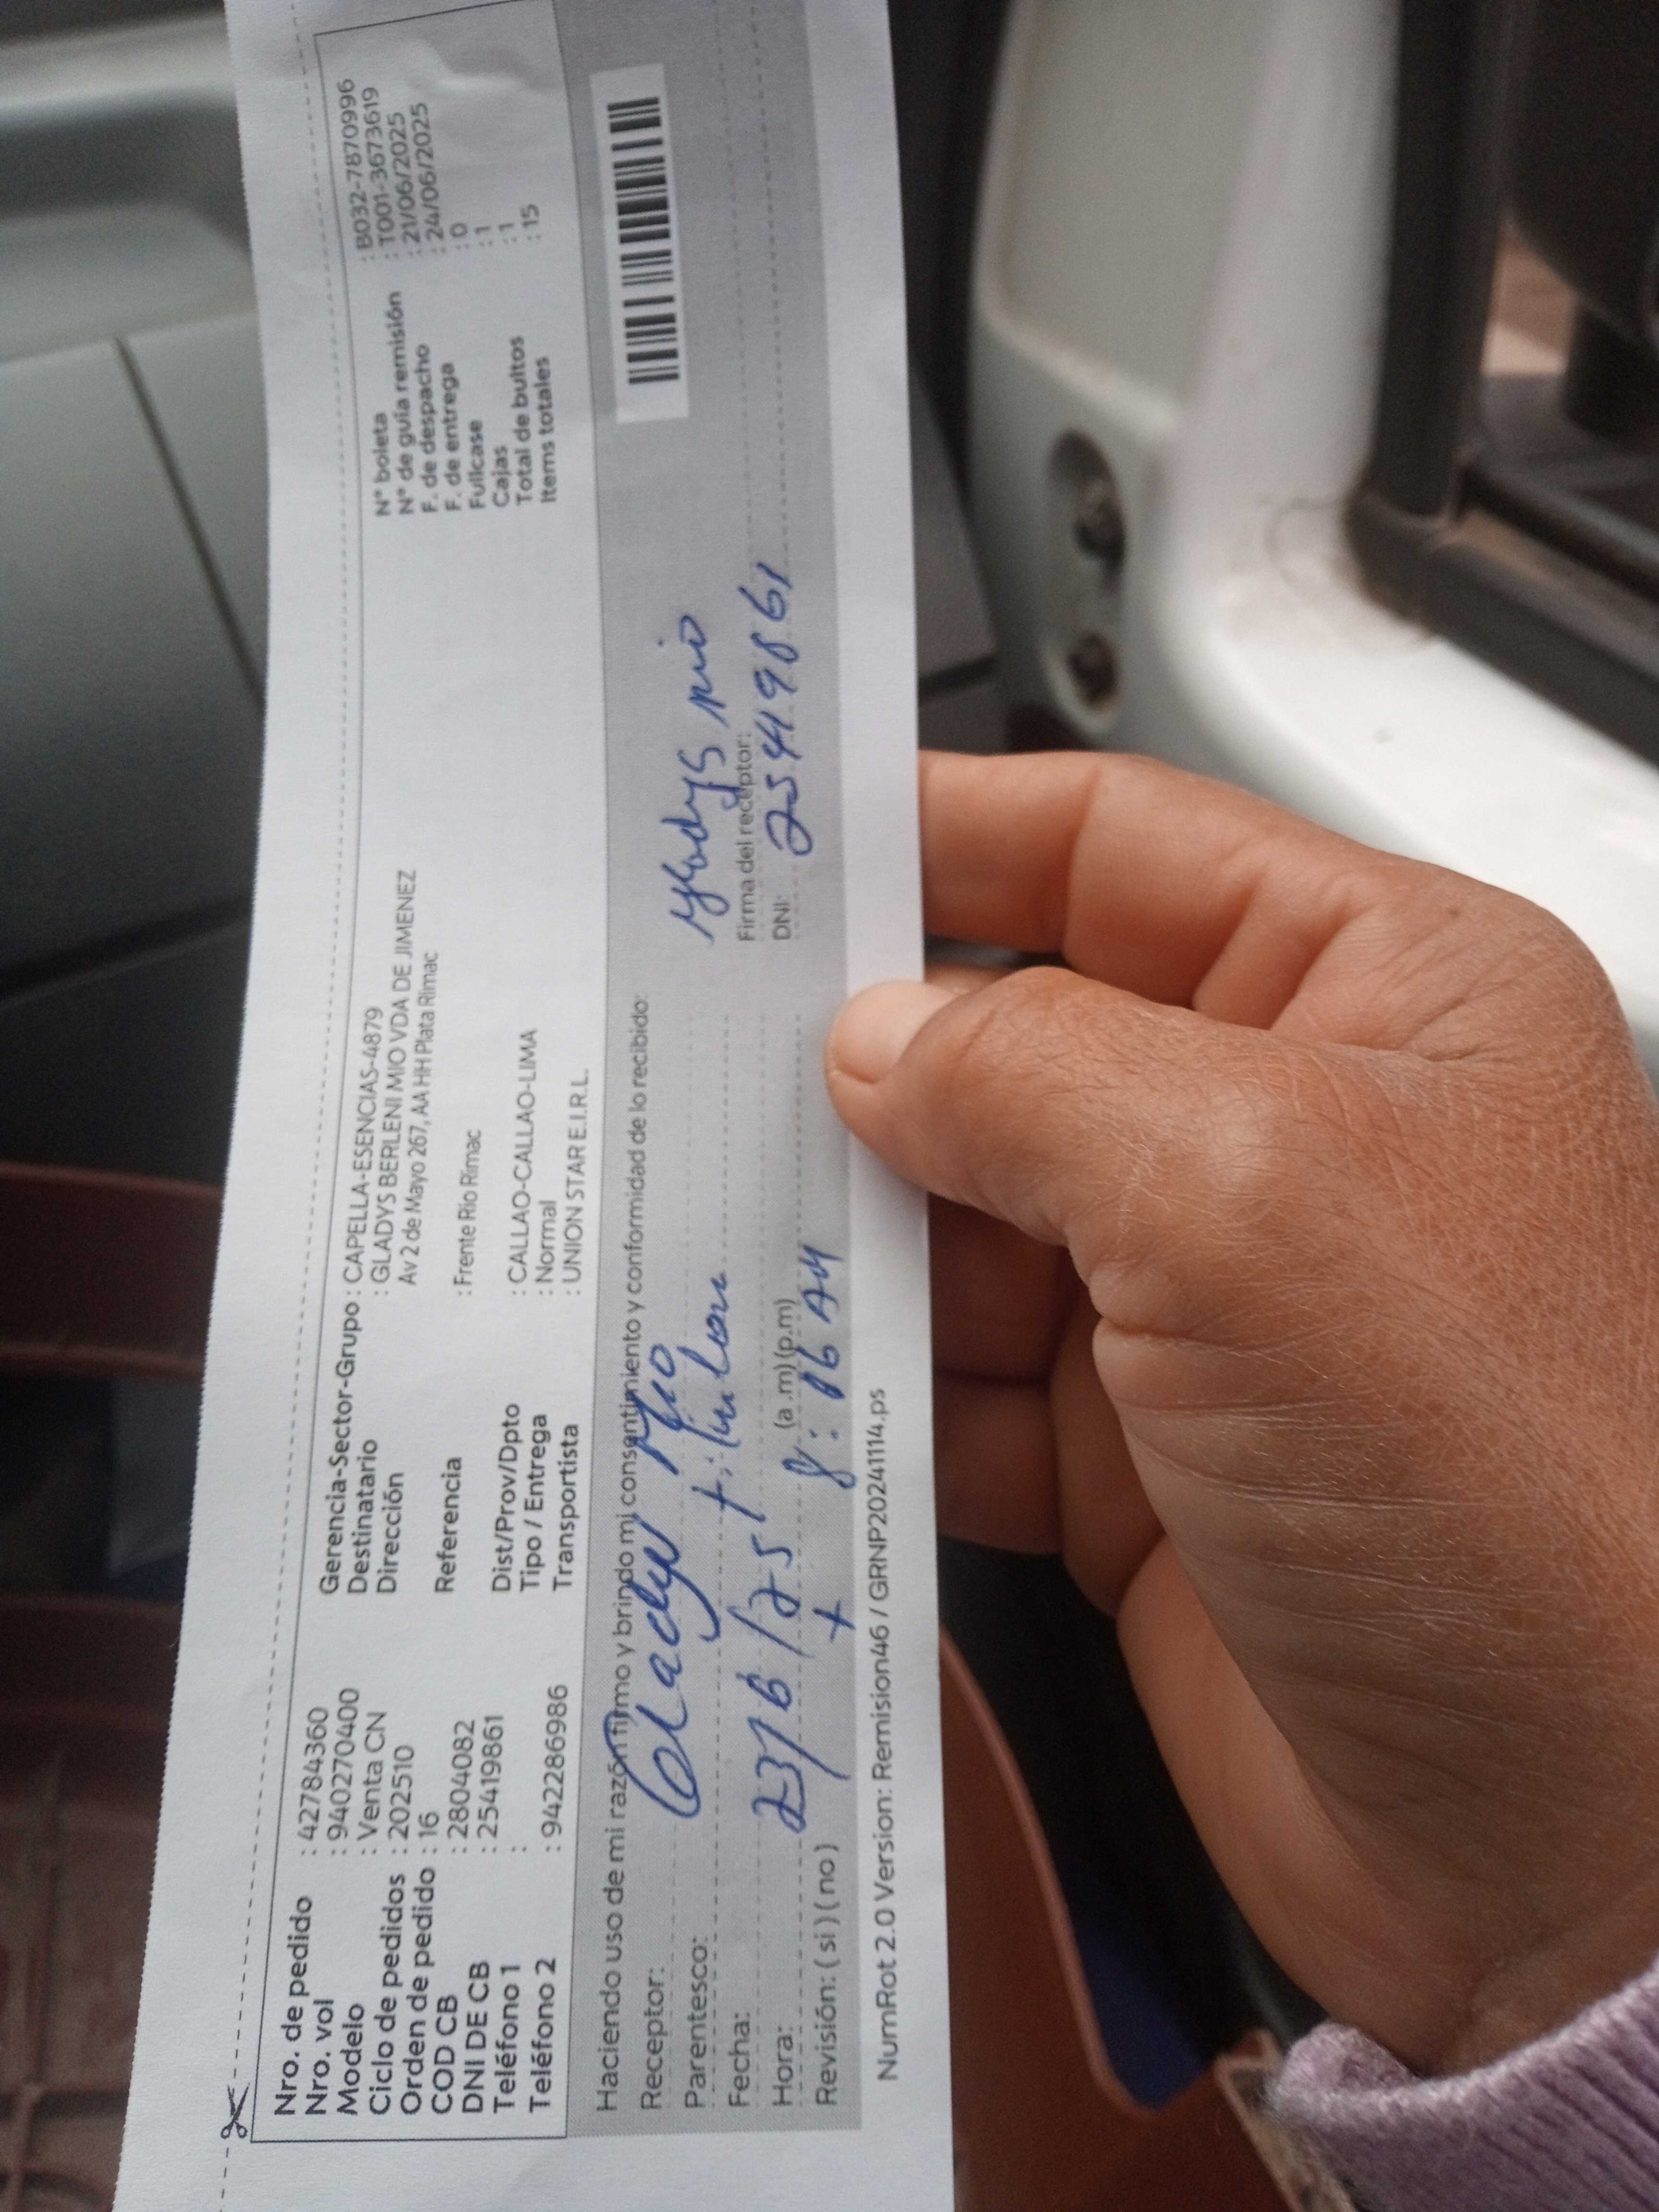 Nro. de pedido : 42784360
Nro. vol : 940270400
Modelo : Venta CN
Ciclo de pedidos : 202510
Orden de pedido : 16
COD CB : 2804082
DNI DE CB : 25419861
Teléfono 1 :
Teléfono 2 : 942286986
Gerencia-Sector-Grupo : CAPELLA-ESENCIAS-4879
Destinatario : GLADYS BERLENI MIO VDA DE JIMENEZ
Dirección Av 2 de Mayo 267, AA HH Plata Rimac
Referencia : Frente Rio Rimac
Dist/Prov/Dpto : CALLAO-CALLAO-LIMA
Tipo / Entrega : Normal
Transportista : UNION STAR E.I.R.L.
N° boleta : B032-7870996
N° de guía remisión : T001-3673619
F. de despacho : 21/06/2025
F. de entrega : 24/06/2025
Fullcase : 0
Cajas : 1
Total de bultos : 1
Items totales : 15
Haciendo uso de mi razón firmo y brindo mi consentimiento y conformidad de lo recibido:
Receptor: Gladys Mio
Parentesco: titular
Fecha: 23/6/25
Hora: (a .m) (p.m) 8:16 AM
Revisión: ( si ) ( no )
Gladys mio
Firma del receptor:
DNI: 25419861
NumRot 2.0 Version: Remision46 / GRNP20241114.ps